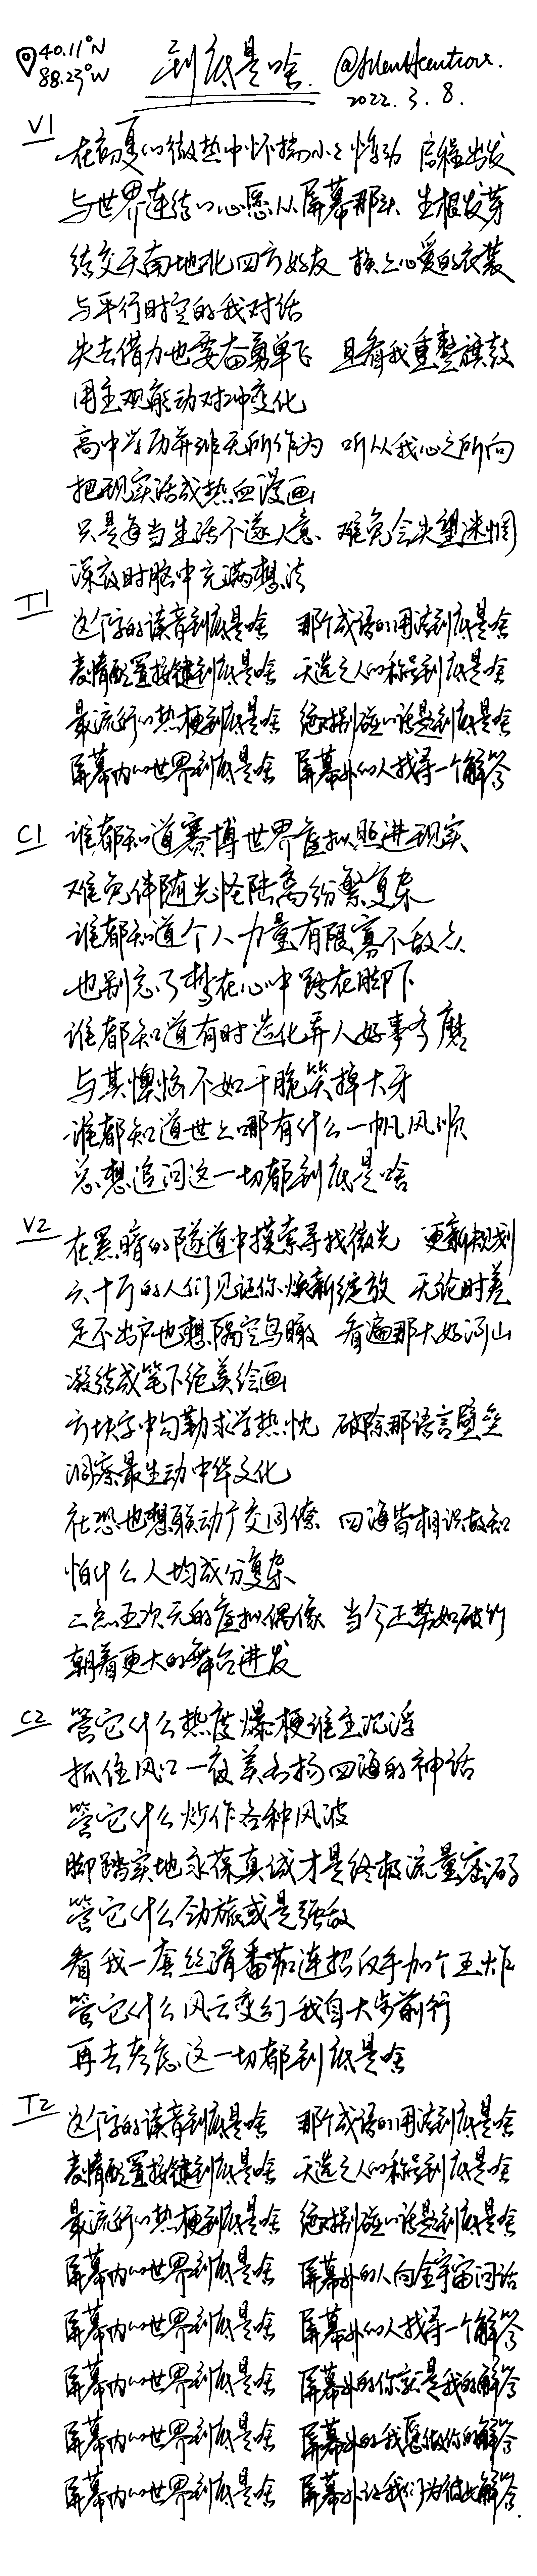 40.11°N
88.23°W
到底是啥
2022.3.8.
V1
在初夏的微热中怀揣小小悸动 启程出发
与世界连结的心愿从屏幕那头 生根发芽
结交天南地北四方好友 换上心爱的衣装
与平行时空的我对话
失去借力也要奋勇单飞 且看我重整旗鼓
用主观能动对冲变化
高中学历并非无所作为 听从我心之所向
把现实活成热血漫画
只是每当生活不遂人意 难免会失望迷惘
深夜时脑中充满想法
T1
这个字的读音到底是啥 那个成语的用法到底是啥
表情配置按键到底是啥 天选之人的称号到底是啥
最流行的热梗到底是啥 绝对别碰的话题到底是啥
屏幕内的世界到底是啥 屏幕外的人找寻一个解答
C1
谁都知道赛博世界虚拟照进现实
难免伴随光怪陆离纷繁复杂
谁都知道个人力量有限寡不敌众
也别忘了梦在心中路在脚下
谁都知道有时造化弄人好事多磨
与其懊恼不如干脆笑掉大牙
谁都知道世上哪有什么一帆风顺
总想追问这一切都到底是啥
V2
在黑暗的隧道中摸索寻找微光 更新规划
六十万的人们见证你焕新绽放 无论时差
足不出户也想隔空鸟瞰 看遍那大好河山
凝结成笔下绝美绘画
方块字中勾勒求学热忱 破除那语言壁垒
洞察最生动中华文化
社恐也想联动广交同僚 四海皆相识故知
怕什么人均成分复杂
二点五次元的虚拟偶像 当今正势如破竹
朝着更大的舞台进发
C2
管它什么热度爆梗谁主沉浮
抓住风口一夜美名扬四海的神话
管它什么炒作各种风波
脚踏实地永葆真诚才是终极流量密码
管它什么劲旅或是强敌
看我一套丝滑番茄连招反手加个王炸
管它什么风云变幻我自大步前行
再去考虑这一切都到底是啥
T2
这个字的读音到底是啥 那个成语的用法到底是啥
表情配置按键到底是啥 天选之人的称号到底是啥
最流行的热梗到底是啥 绝对别碰的话题到底是啥
屏幕内的世界到底是啥 屏幕外的人向全宇宙问话
屏幕内的世界到底是啥 屏幕外的人找寻一个解答
屏幕内的世界到底是啥 屏幕外的你就是我的解答
屏幕内的世界到底是啥 屏幕外的我愿做你的解答
屏幕内的世界到底是啥 屏幕外让我们为彼此解答.